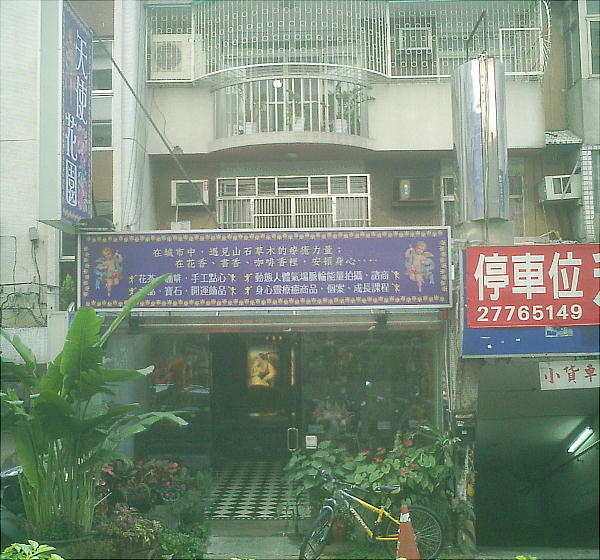 天使花園
在城市中，遇見山石草木的療癒力量；
在花香、書香、咖啡香裡，安頓身心‥‥
花茶、咖啡、手工點心
動態人體氣場脈輪能量拍攝、諮商
寶石、開運飾品
身心靈療癒商品、個案、成長課程
停車位
27765149
小貨車